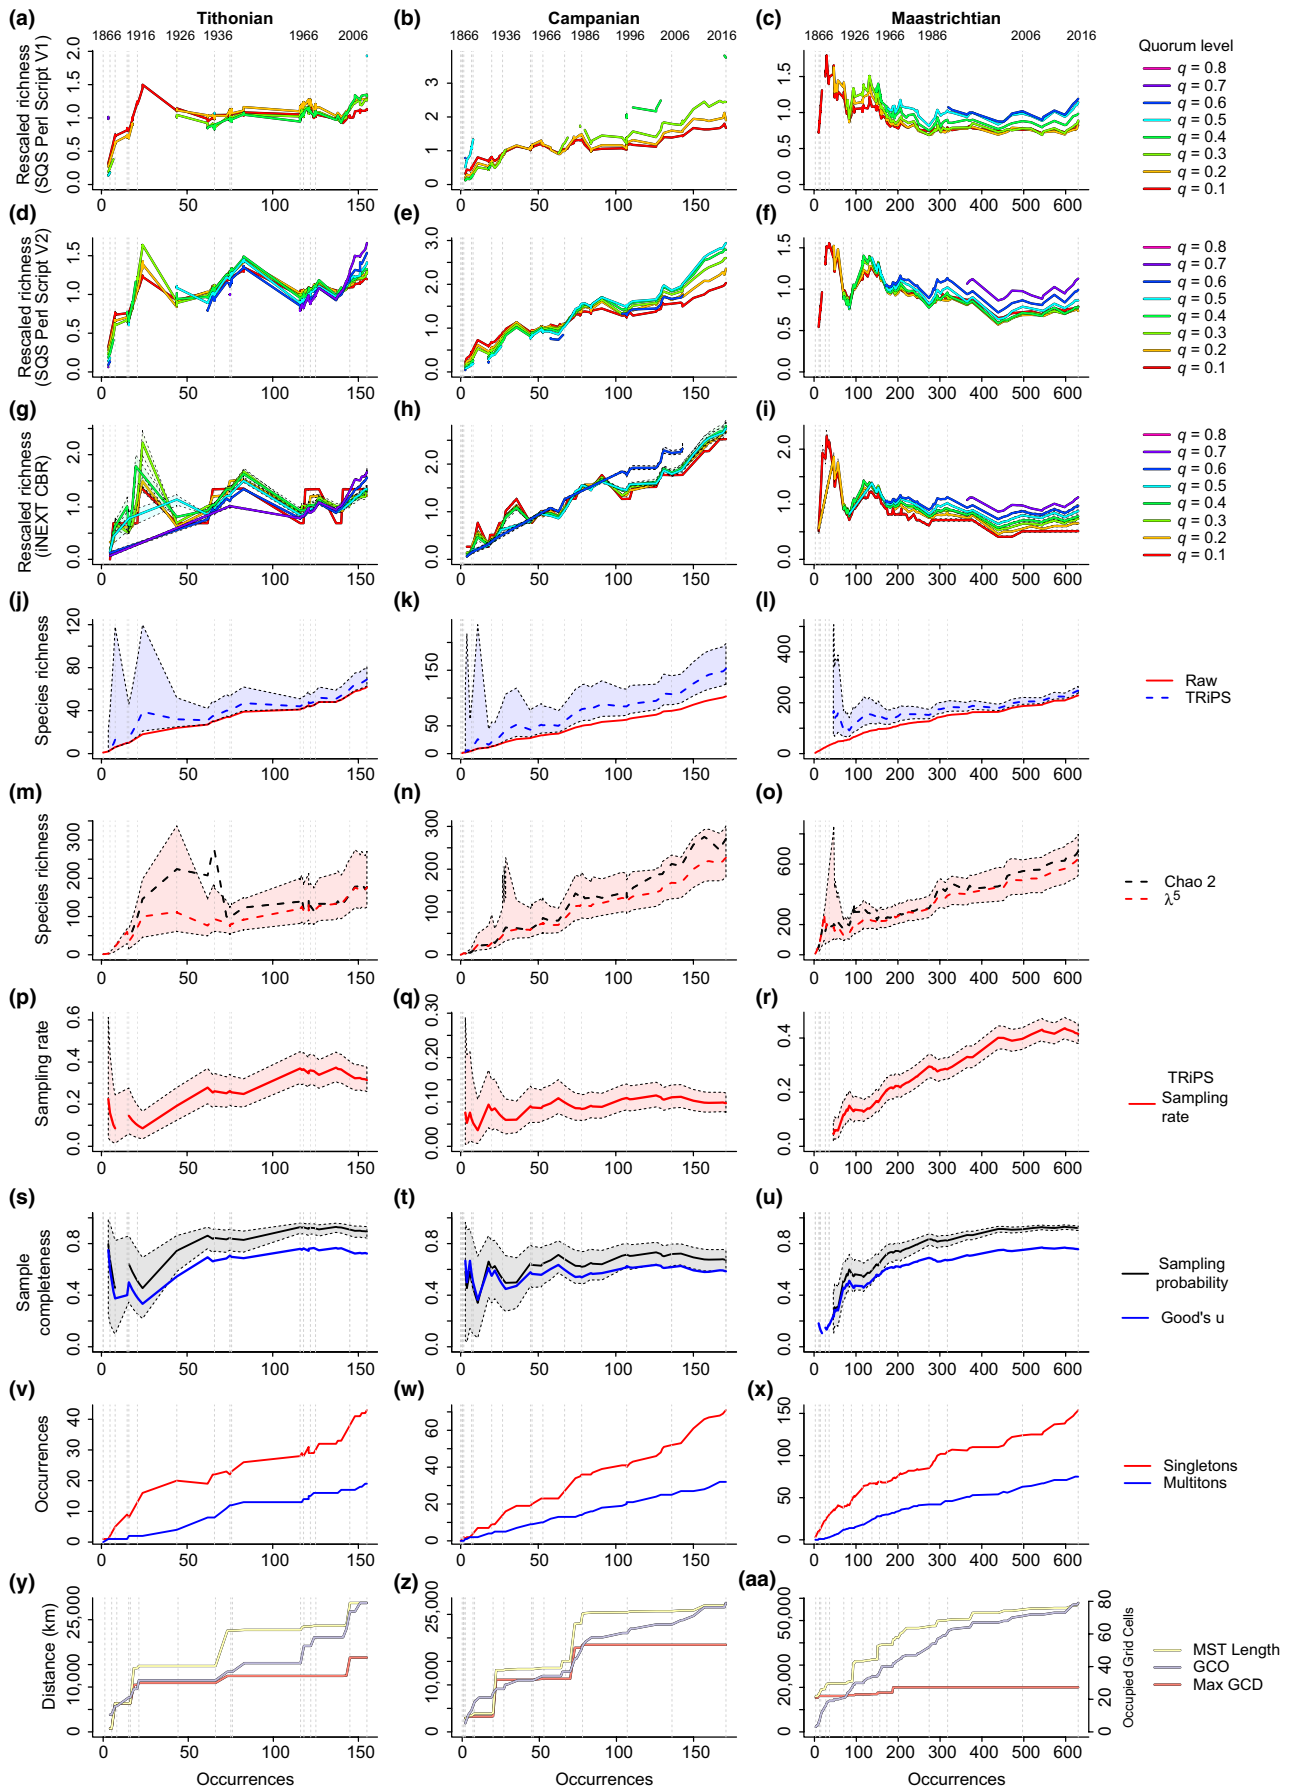 (a) Tithonian (b) Campanian (c) Maastrichtian
1866 1916 1926 1936 1966 2006 1866 1936 1966 1986 1996 2006 2016 1866 1926 1966 1986 2006 2016
Rescaled richness
(SQS Perl Script V1)
0.0 0.5 1.0 1.5 2.0
0 1 2 3
0.0 0.5 1.0 1.5
0 50 100 150 0 50 100 150 0 100 200 300 400 500 600
Quorum level
q = 0.8
q = 0.7
q = 0.6
q = 0.5
q = 0.4
q = 0.3
q = 0.2
q = 0.1
(d) (e) (f)
Rescaled richness
(SQS Perl Script V2)
0.0 0.5 1.0 1.5
0.0 1.0 2.0 3.0
0.0 0.5 1.0 1.5
0 50 100 150 0 50 100 150 0 100 200 300 400 500 600
q = 0.8
q = 0.7
q = 0.6
q = 0.5
q = 0.4
q = 0.3
q = 0.2
q = 0.1
(g) (h) (i)
Rescaled richness
(iNEXT CBR)
0.0 1.0 2.0
0.0 1.0 2.0
0.0 1.0 2.0
0 50 100 150 0 50 100 150 0 100 200 300 400 500 600
q = 0.8
q = 0.7
q = 0.6
q = 0.5
q = 0.4
q = 0.3
q = 0.2
q = 0.1
(j) (k) (l)
Species richness
0 40 80 120
0 50 150
0 200 400
0 50 100 150 0 50 100 150 0 100 200 300 400 500 600
Raw
TRiPS
(m) (n) (o)
Species richness
0 100 200 300
0 100 200 300
0 200 600
0 50 100 150 0 50 100 150 0 100 200 300 400 500 600
Chao 2
λ5
(p) (q) (r)
Sampling rate
0.0 0.2 0.4 0.6
0.00 0.10 0.20 0.30
0.0 0.2 0.4
0 50 100 150 0 50 100 150 0 100 200 300 400 500 600
TRiPS
Sampling
rate
(s) (t) (u)
Sample
completeness
0.0 0.4 0.8
0.0 0.4 0.8
0.0 0.4 0.8
0 50 100 150 0 50 100 150 0 100 200 300 400 500 600
Sampling
probability
Good's u
(v) (w) (x)
Occurrences
0 10 20 30 40
0 20 40 60
0 50 100 150
0 50 100 150 0 50 100 150 0 100 200 300 400 500 600
Singletons
Multitons
(y) (z) (aa)
Distance (km)
0 10,000 25,000
0 10,000 25,000
0 20,000 50,000
0 20 40 60 80
Occupied Grid Cells
0 50 100 150 0 50 100 150 0 100 200 300 400 500 600
MST Length
GCO
Max GCD
Occurrences Occurrences Occurrences